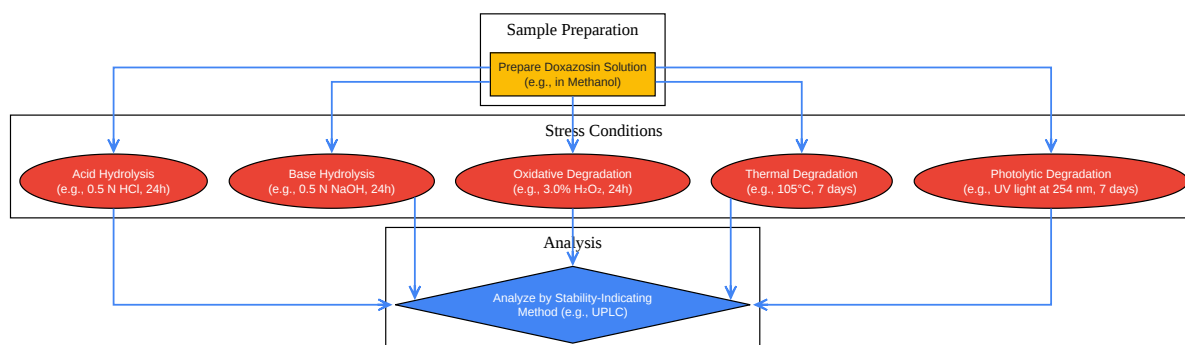 Sample Preparation
Prepare Doxazosin Solution
(e.g., in Methanol)
Stress Conditions
Acid Hydrolysis
(e.g., 0.5 N HCl, 24h)
Base Hydrolysis
(e.g., 0.5 N NaOH, 24h)
Oxidative Degradation
(e.g., 3.0% H₂O₂, 24h)
Thermal Degradation
(e.g., 105°C, 7 days)
Photolytic Degradation
(e.g., UV light at 254 nm, 7 days)
Analysis
Analyze by Stability-Indicating
Method (e.g., UPLC)